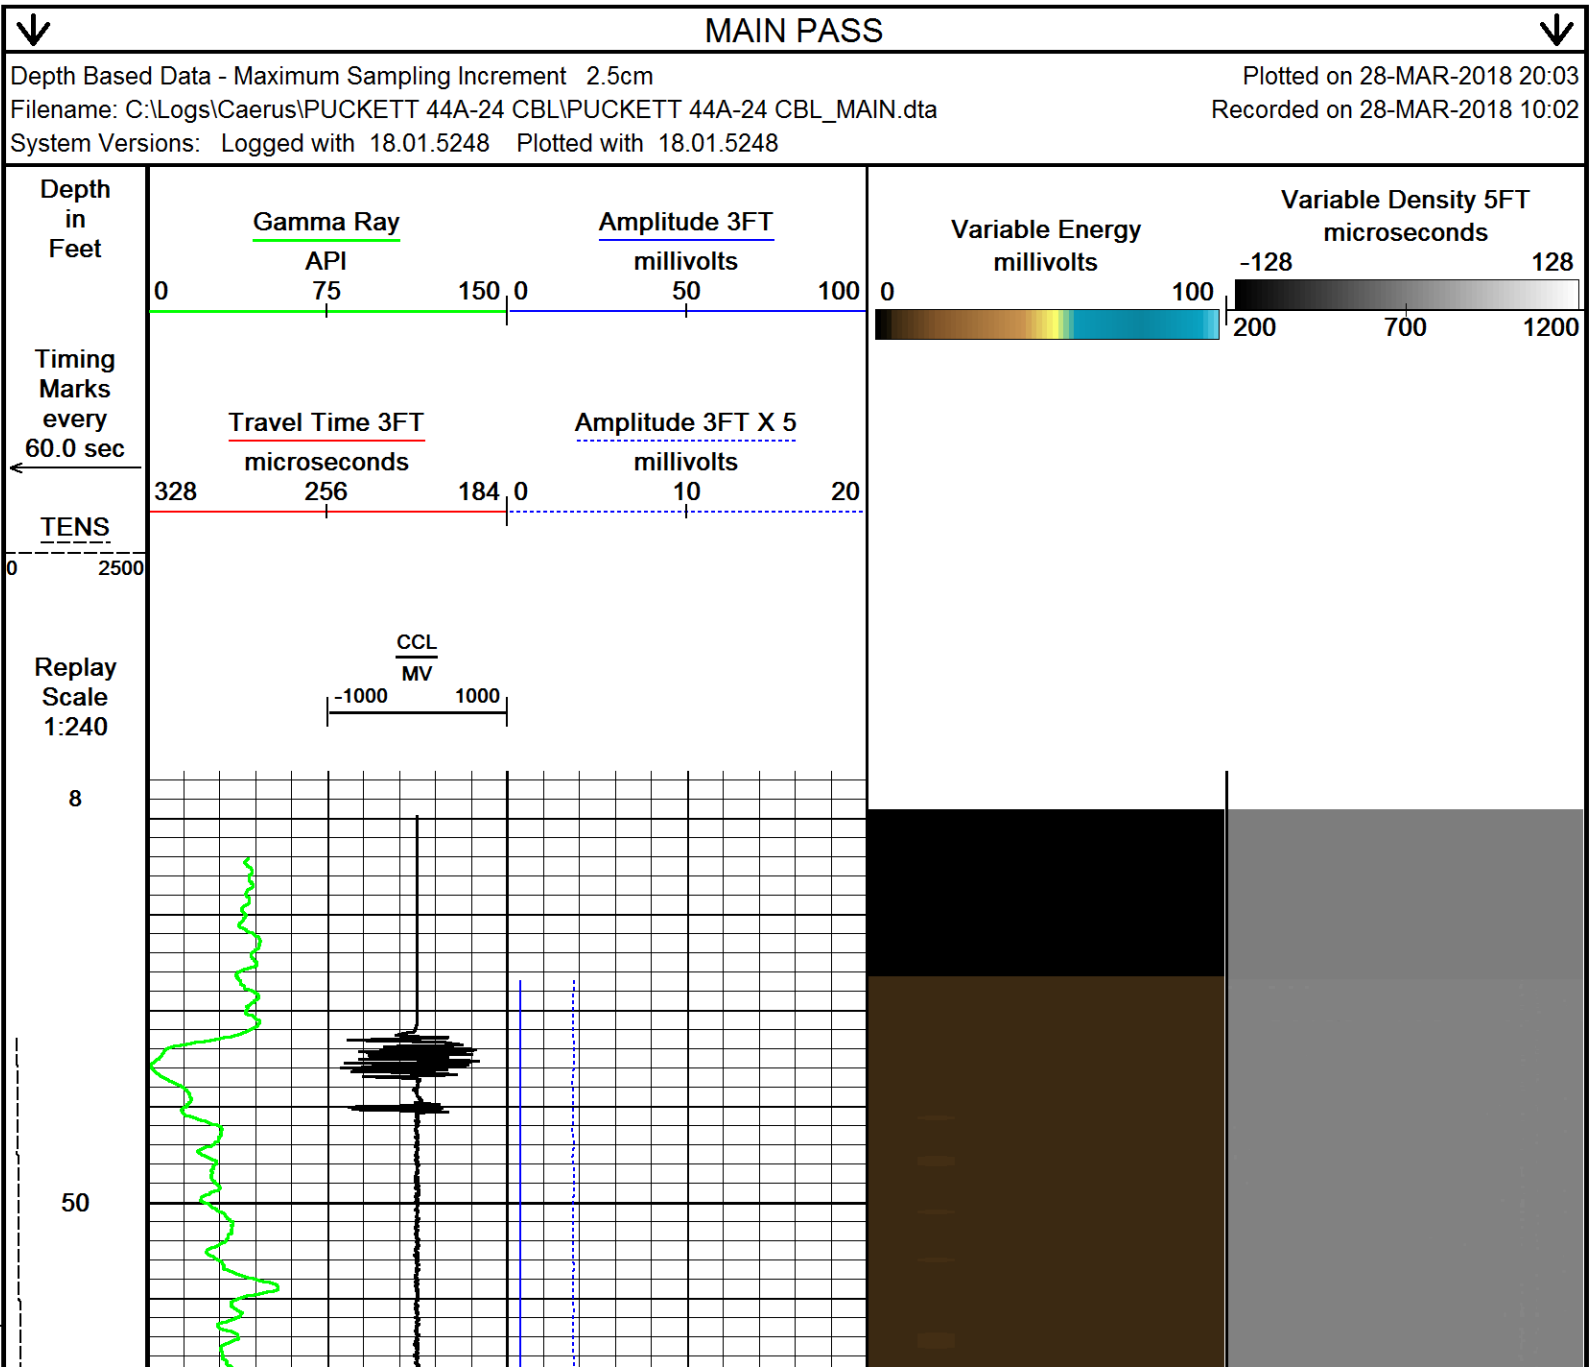 MAIN PASS
Depth Based Data - Maximum Sampling Increment 2.5cm
Plotted on 28-MAR-2018 20:03
Filename: C:\Logs\Caerus\PUCKETT 44A-24 CBL\PUCKETT 44A-24 CBL_MAIN.dta
Recorded on 28-MAR-2018 10:02
System Versions: Logged with 18.01.5248 Plotted with 18.01.5248
Depth
in
Feet
Timing
Marks
every
60.0 sec
TENS
0 2500
Replay
Scale
1:240
Gamma Ray
API
0 75 150
Travel Time 3FT
microseconds
328 256 184
CCL
MV
-1000 1000
Amplitude 3FT
millivolts
0 50 100
Amplitude 3FT X 5
millivolts
0 10 20
Variable Energy
millivolts
0 100
Variable Density 5FT
microseconds
-128 128
200 700 1200
8
50